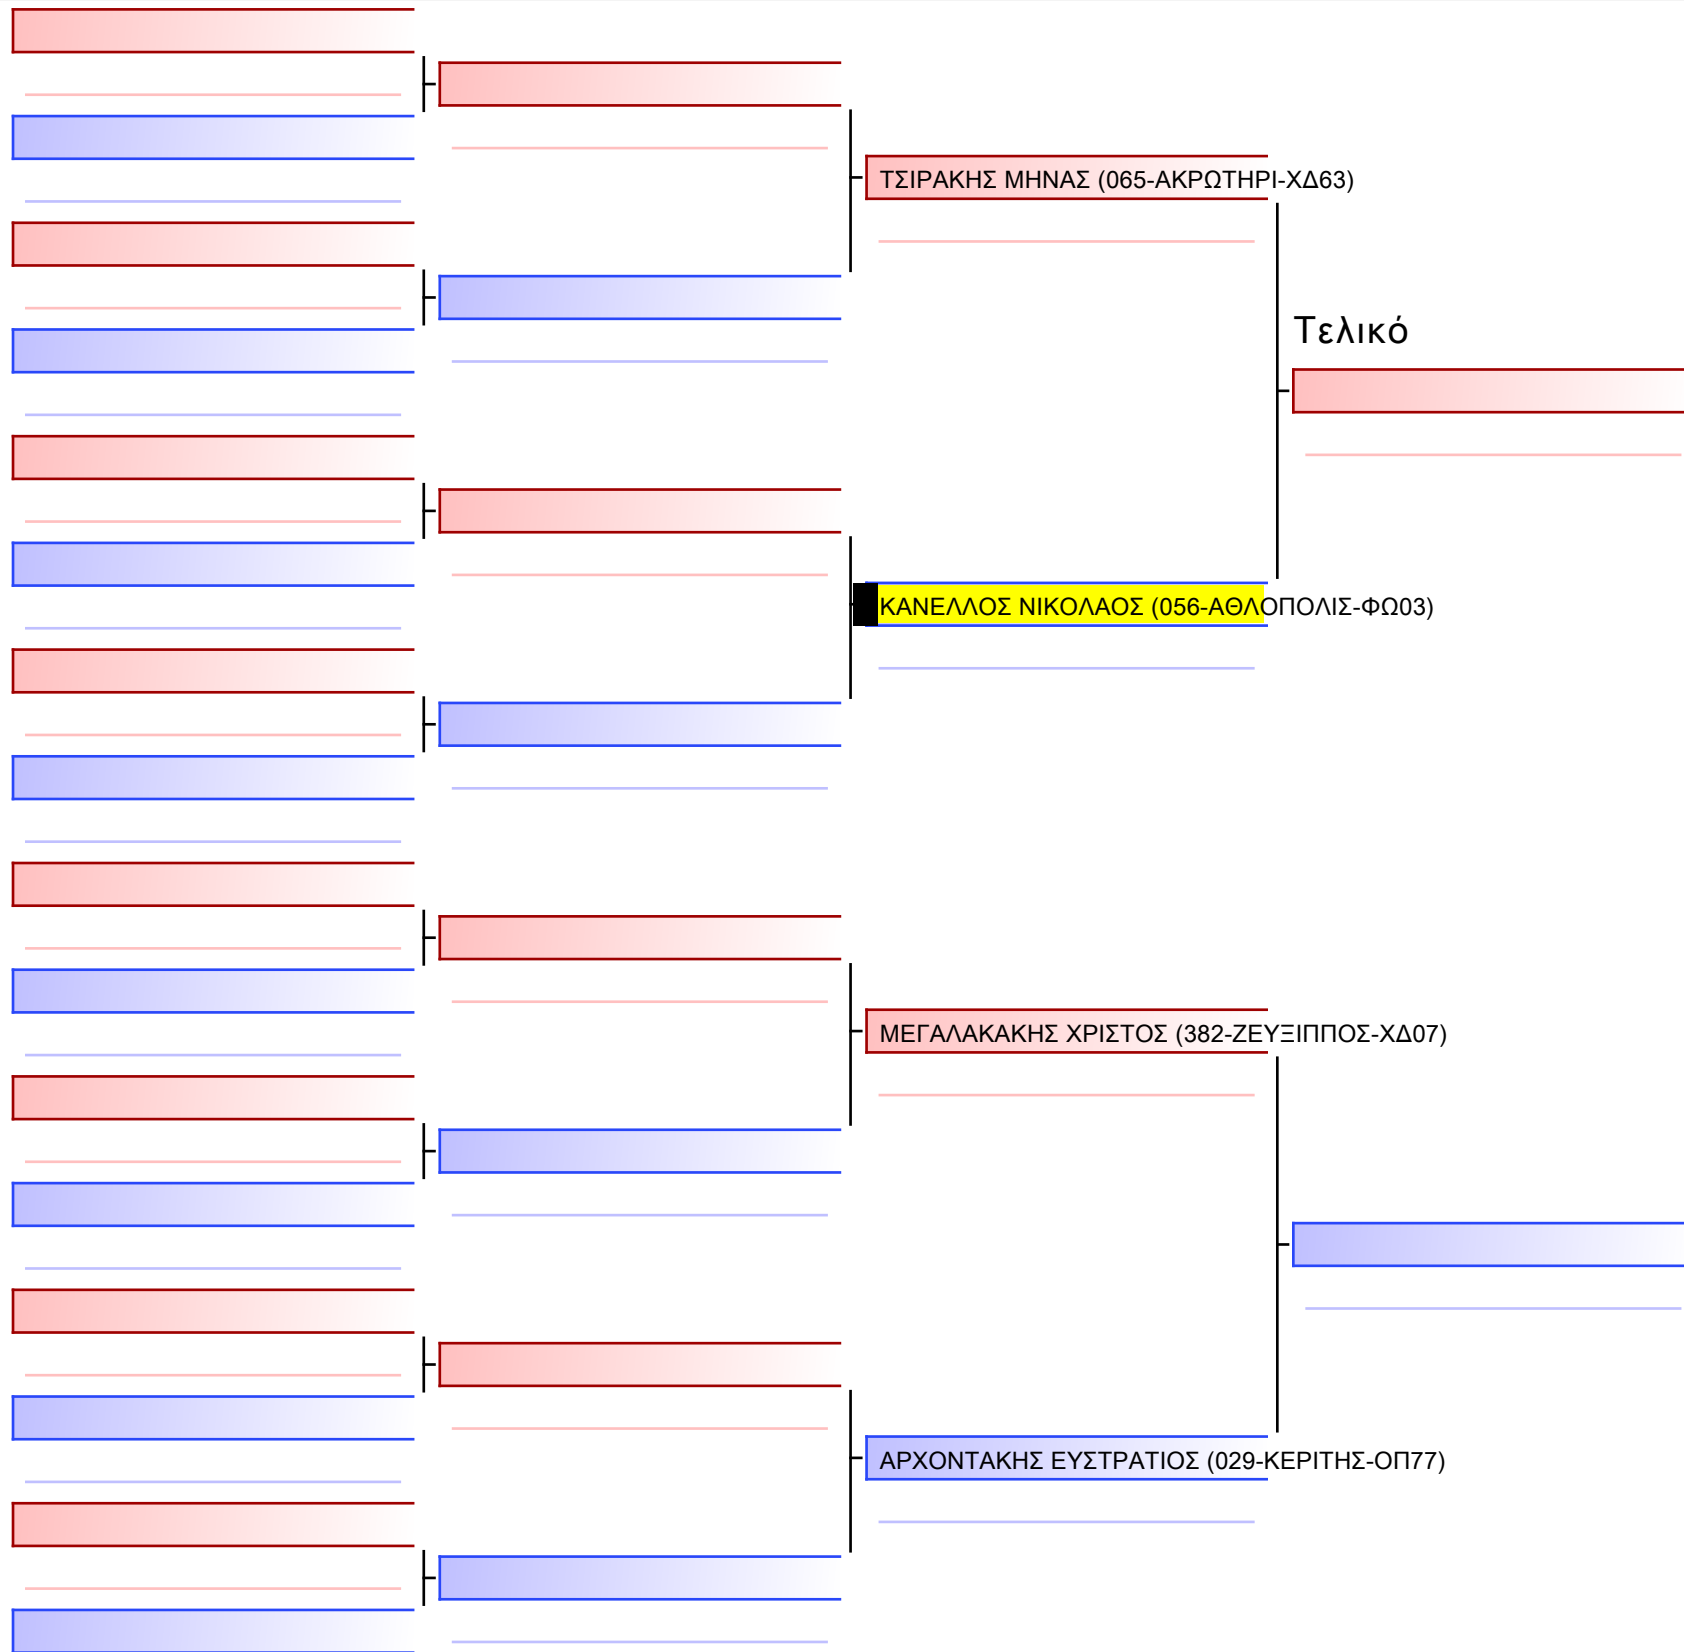 ΤΣΙΡΑΚΗΣ ΜΗΝΑΣ (065-ΑΚΡΩΤΗΡΙ-ΧΔ63)
Τελικό
ΚΑΝΕΛΛΟΣ ΝΙΚΟΛΑΟΣ (056-ΑΘΛΟΠΟΛΙΣ-ΦΩ03)
ΜΕΓΑΛΑΚΑΚΗΣ ΧΡΙΣΤΟΣ (382-ΖΕΥΞΙΠΠΟΣ-ΧΔ07)
ΑΡΧΟΝΤΑΚΗΣ ΕΥΣΤΡΑΤΙΟΣ (029-ΚΕΡΙΤΗΣ-ΟΠ77)